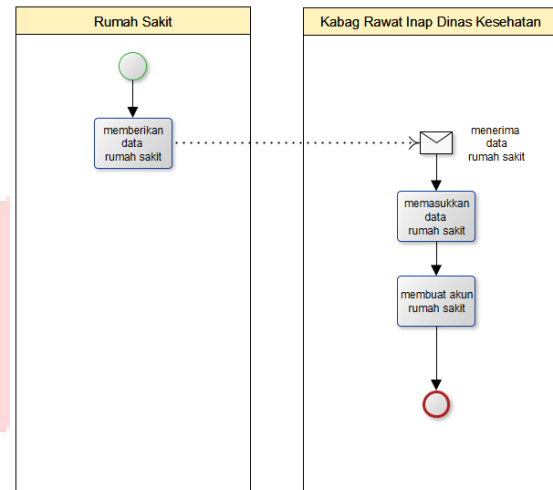 Rumah Sakit
Kabag Rawat Inap Dinas Kesehatan
memberikan
data
rumah sakit
menerima
data
rumah sakit
memasukkan
data
rumah sakit
membuat akun
rumah sakit